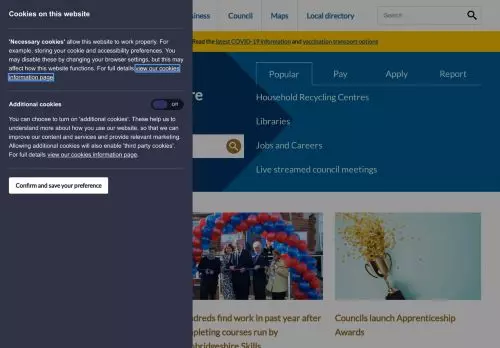 Cookies on this website
'Necessary cookies' allow this website to work properly. For
example, storing your cookie and accessibility preferences. You
may disable these by changing your browser settings, but this may
affect how this website functions. For full details view our cookies
information page.
Additional cookies
off
You can choose to turn on 'additional cookies'. These help us to
understand more about how you use our website, so that we can
improve our content and services and provide relevant marketing.
Allowing additional cookies will also enable 'third party cookies'.
For full details view our cookies information page.
Confirm and save your preference
siness
Council
Maps
Local directory
Search
Read the latest COVID-19 information and vaccination transport options
Popular
Pay
Apply
Report
re
Household Recycling Centres
Libraries
Jobs and Careers
Live streamed council meetings
dreds find work in past year after
pleting courses run by
bridgeshire Skills
Councils launch Apprenticeship
Awards